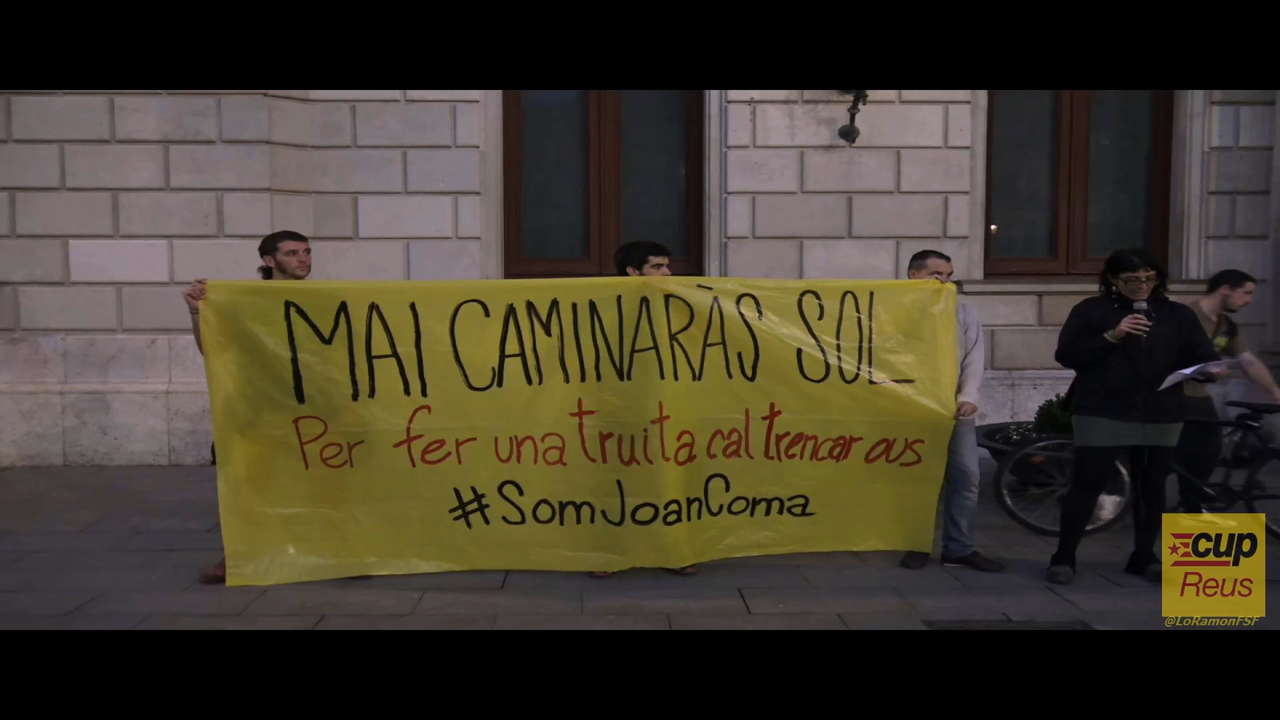 MAI CAMINARÀS SOL
Per fer una truita cal trencar ous
#SomJoanComa
cup
Reus
@LoRamonFSF